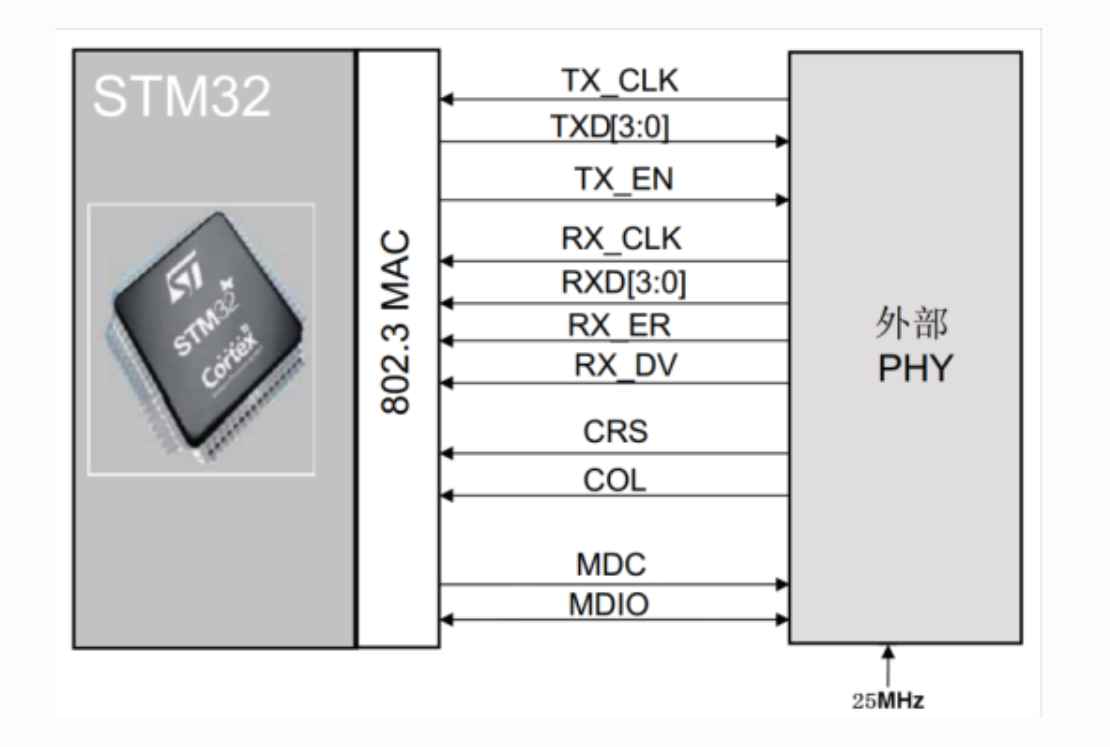 STM32
ST
STM32
Cortex
802.3 MAC
TX_CLK
TXD[3:0]
TX_EN
RX_CLK
RXD[3:0]
RX_ER
RX_DV
CRS
COL
MDC
MDIO
外部
PHY
25MHz